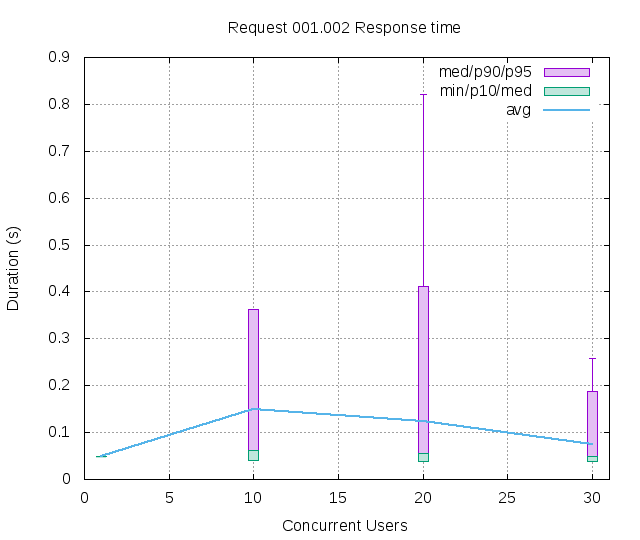 Request 001.002 Response time
med/p90/p95
min/p10/med
avg
0.9
0.8
0.7
0.6
0.5
0.4
0.3
0.2
0.1
0
Duration (s)
0 5 10 15 20 25 30
Concurrent Users